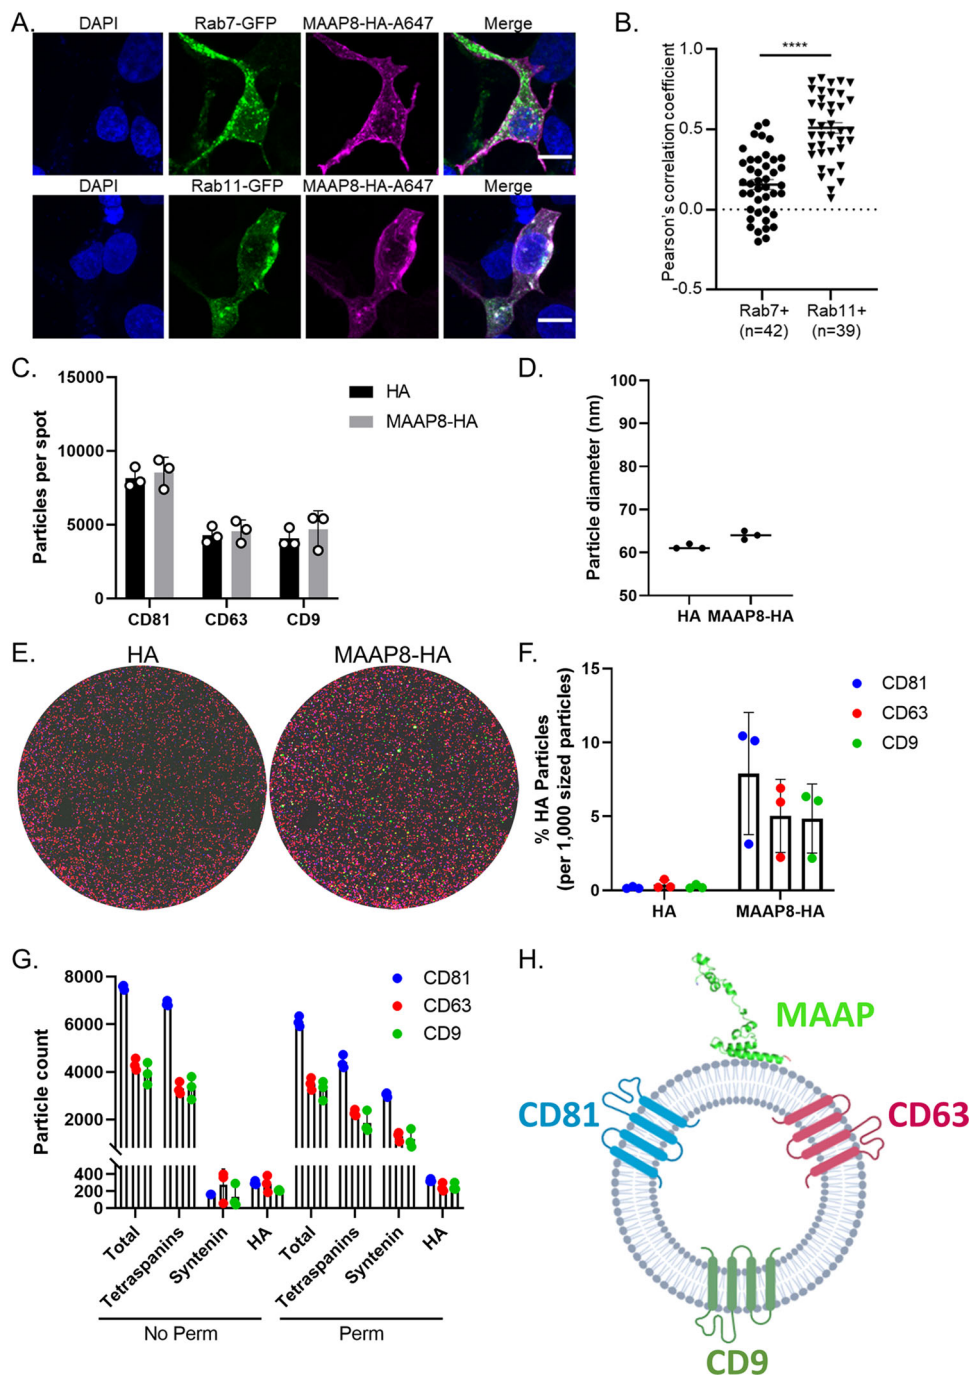 A.
DAPI Rab7-GFP MAAP8-HA-A647 Merge
DAPI Rab11-GFP MAAP8-HA-A647 Merge
B.
****
Pearson's correlation coefficient
1.0
0.5
0.0
-0.5
Rab7+ Rab11+
(n=42) (n=39)
C.
Particles per spot
15000
10000
5000
0
CD81 CD63 CD9
HA
MAAP8-HA
D.
Particle diameter (nm)
100
90
80
70
60
50
HA MAAP8-HA
E.
HA MAAP8-HA
F.
% HA Particles
(per 1,000 sized particles)
15
10
5
0
HA MAAP8-HA
CD81
CD63
CD9
G.
Particle count
8000
6000
4000
2000
400
200
0
CD81
CD63
CD9
Total Tetraspanins Syntenin HA Total Tetraspanins Syntenin HA
No Perm Perm
H.
MAAP
CD81
CD63
CD9